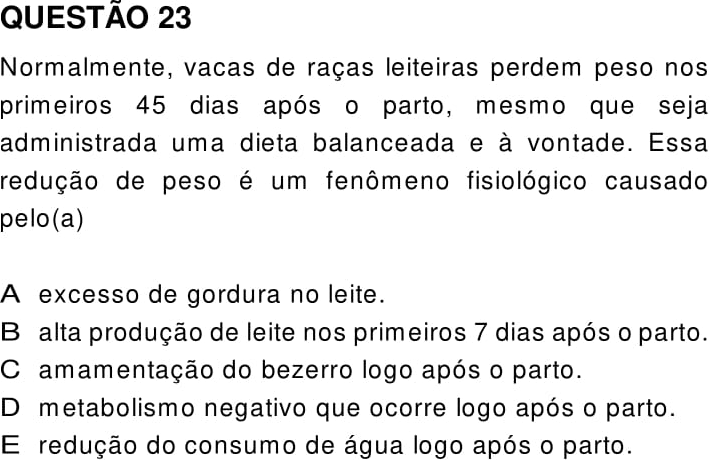 QUESTÃO 23
Normalmente, vacas de raças leiteiras perdem peso nos
primeiros 45 dias após o parto, mesmo que seja
administrada uma dieta balanceada e à vontade. Essa
redução de peso é um fenômeno fisiológico causado
pelo(a)
A excesso de gordura no leite.
B alta produção de leite nos primeiros 7 dias após o parto.
C amamentação do bezerro logo após o parto.
D metabolismo negativo que ocorre logo após o parto.
E redução do consumo de água logo após o parto.